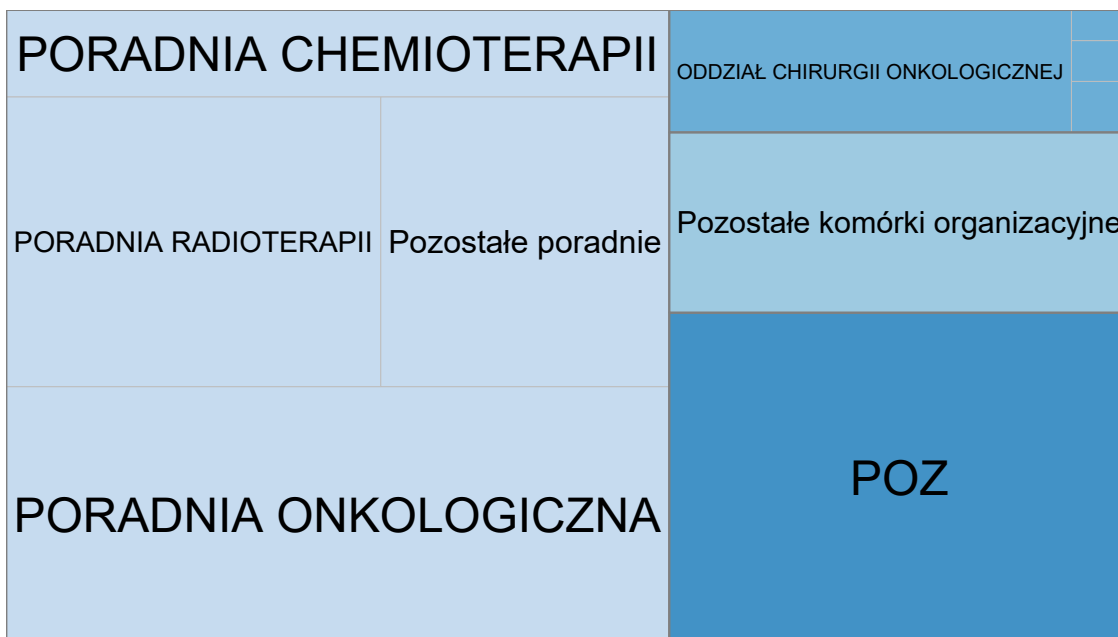 PORADNIA CHEMIOTERAPII
ODDZIAŁ CHIRURGII ONKOLOGICZNEJ
PORADNIA RADIOTERAPII
Pozostałe poradnie
Pozostałe komórki organizacyjne
PORADNIA ONKOLOGICZNA
POZ